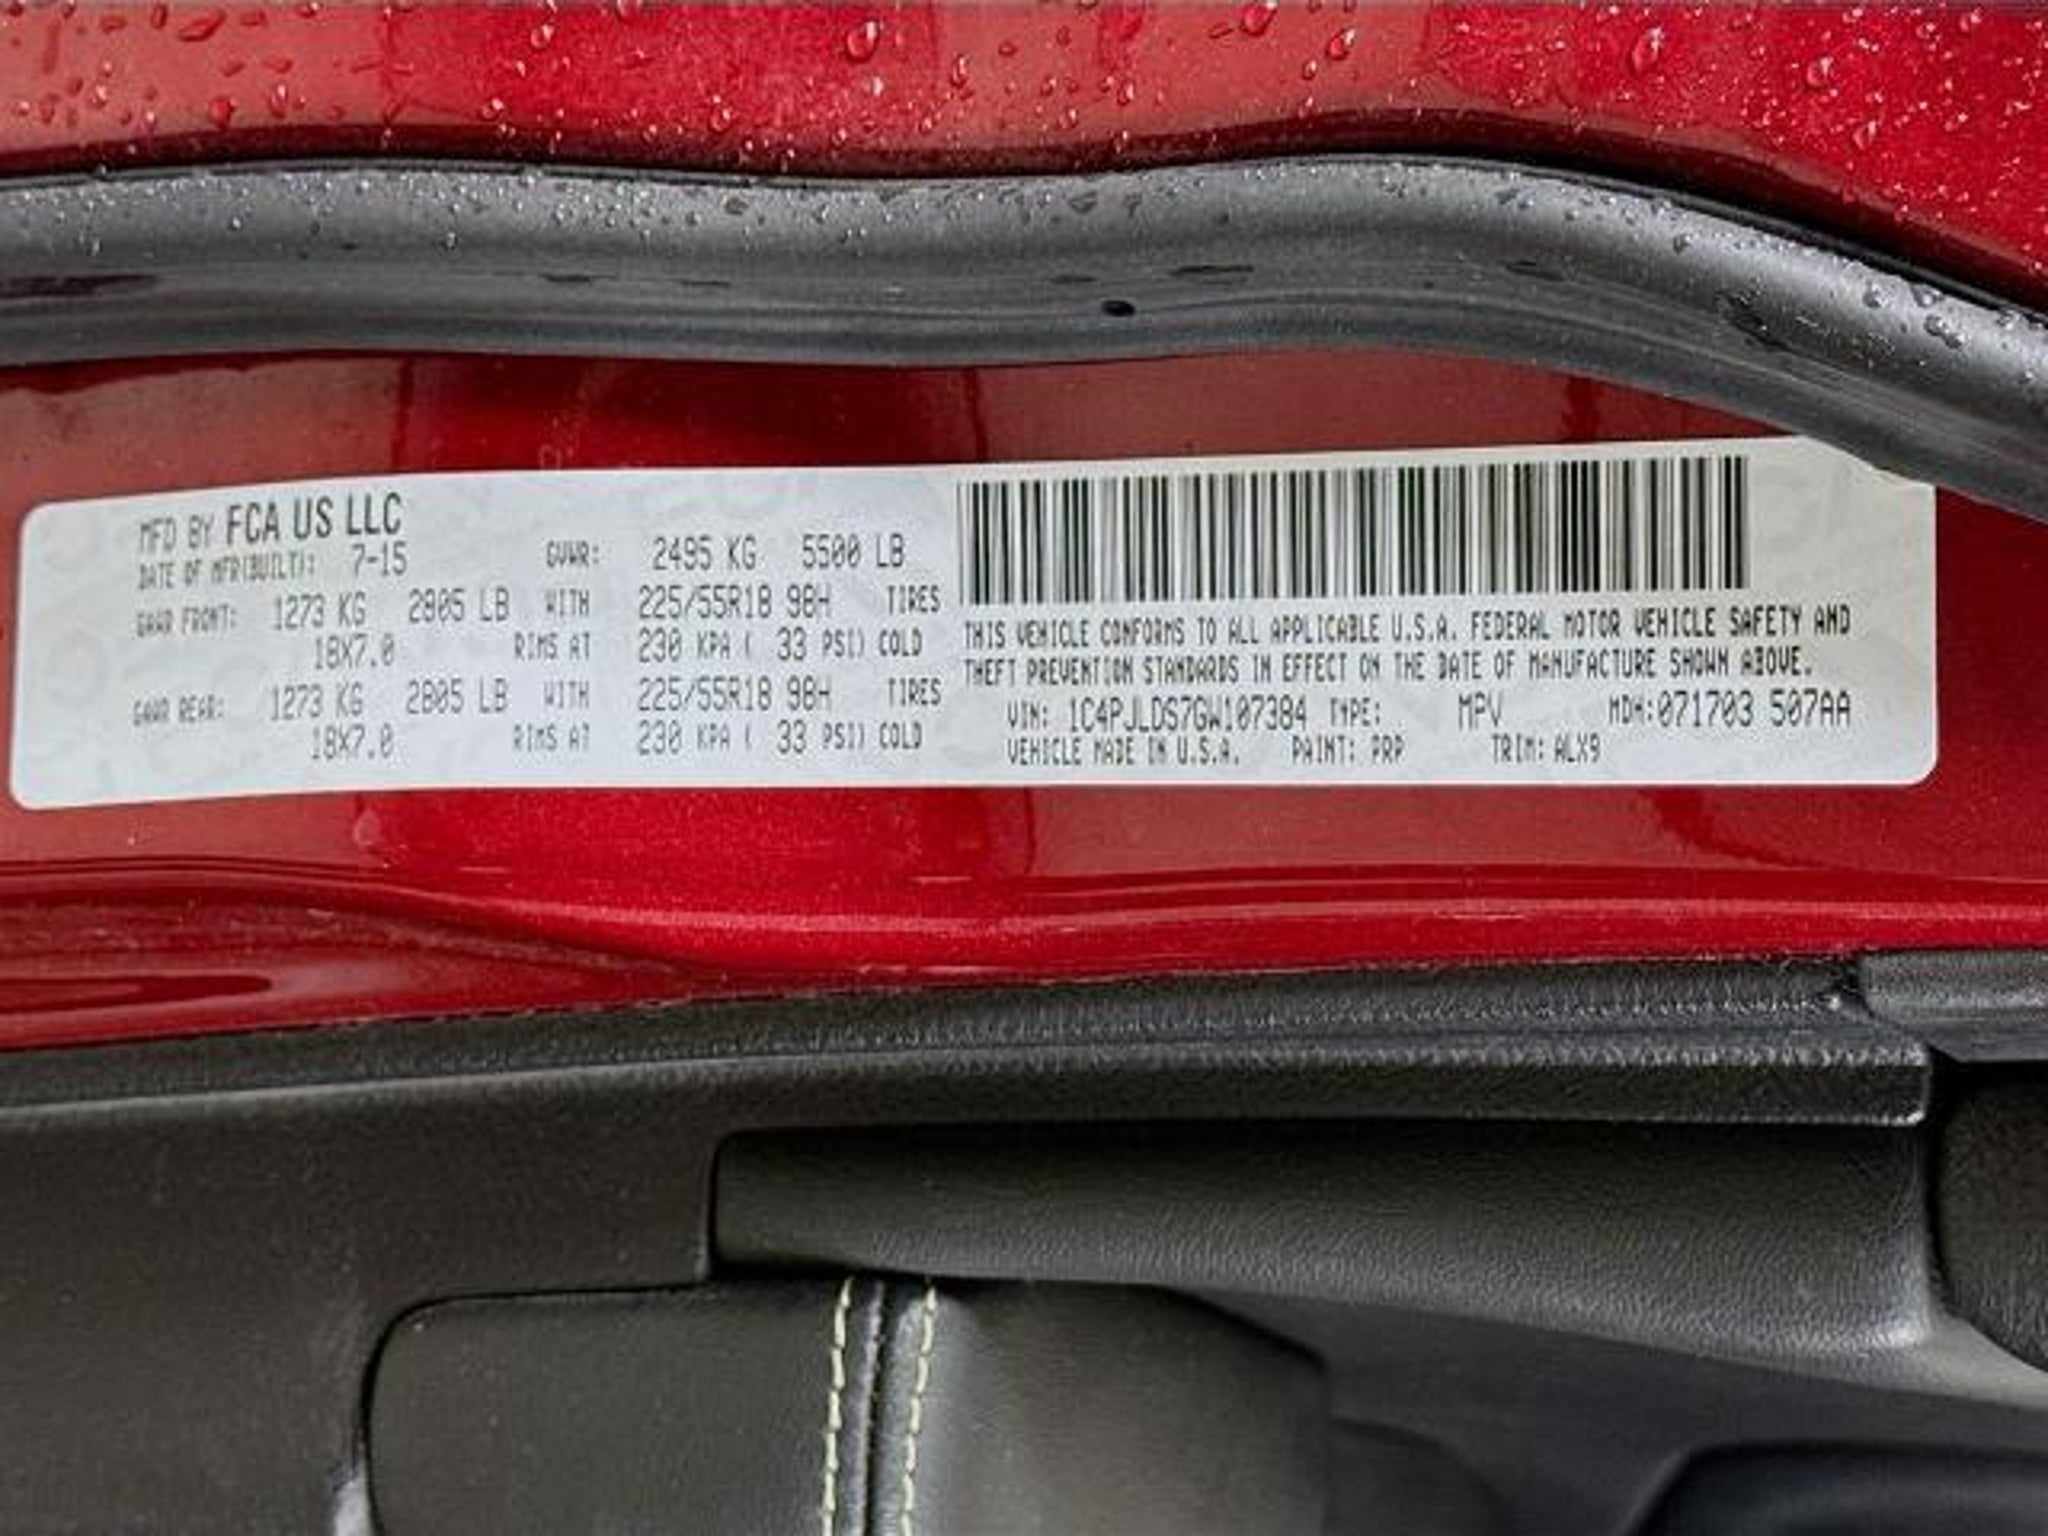 MFD BY FCA US LLC
DATE OF MFR(BUILT): 7-15 GVWR: 2495 KG 5500 LB
GAWR FRONT: 1273 KG 2805 LB WITH 225/55R18 98H TIRES
18X7.0 RIMS AT 230 KPA ( 33 PSI) COLD
GAWR REAR: 1273 KG 2805 LB WITH 225/55R18 98H TIRES
18X7.0 RIMS AT 230 KPA ( 33 PSI) COLD
THIS VEHICLE CONFORMS TO ALL APPLICABLE U.S.A. FEDERAL MOTOR VEHICLE SAFETY AND
THEFT PREVENTION STANDARDS IN EFFECT ON THE DATE OF MANUFACTURE SHOWN ABOVE.
VIN: 1C4PJLDS7GW107384 TYPE: MPV MDH:071703 507AA
VEHICLE MADE IN U.S.A. PAINT: PRP TRIM: ALX9